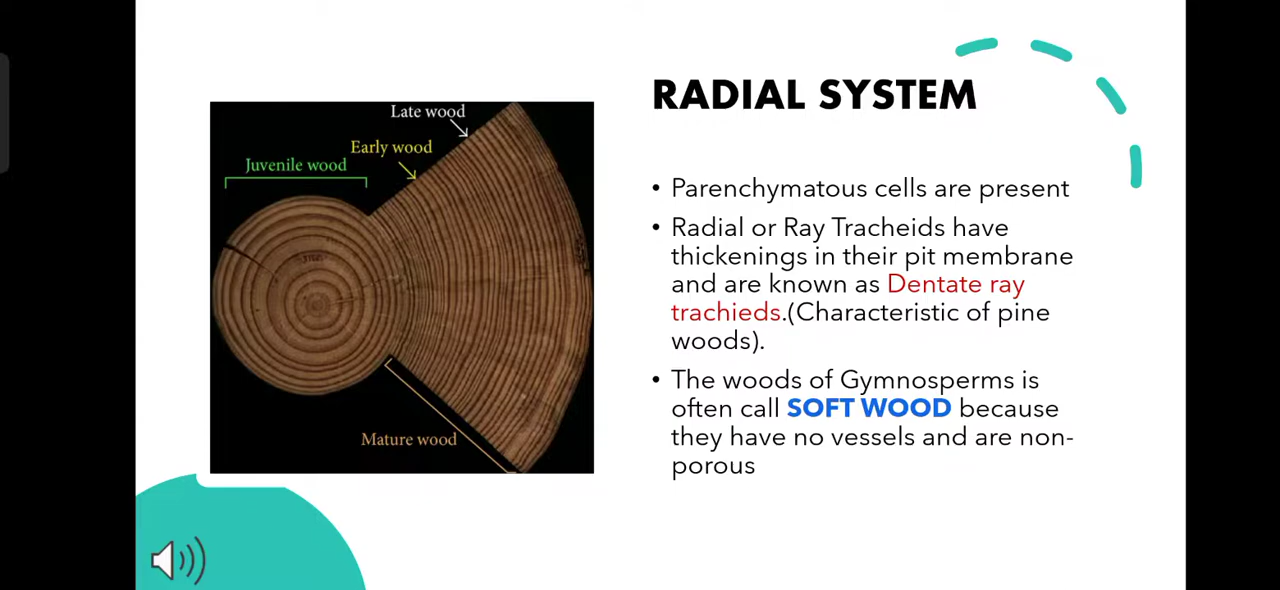 RADIAL SYSTEM
Late wood
Early wood
Juvenile wood
Mature wood
• Parenchymatous cells are present
• Radial or Ray Tracheids have
thickenings in their pit membrane
and are known as Dentate ray
trachieds.(Characteristic of pine
woods).
• The woods of Gymnosperms is
often call SOFT WOOD because
they have no vessels and are non-
porous